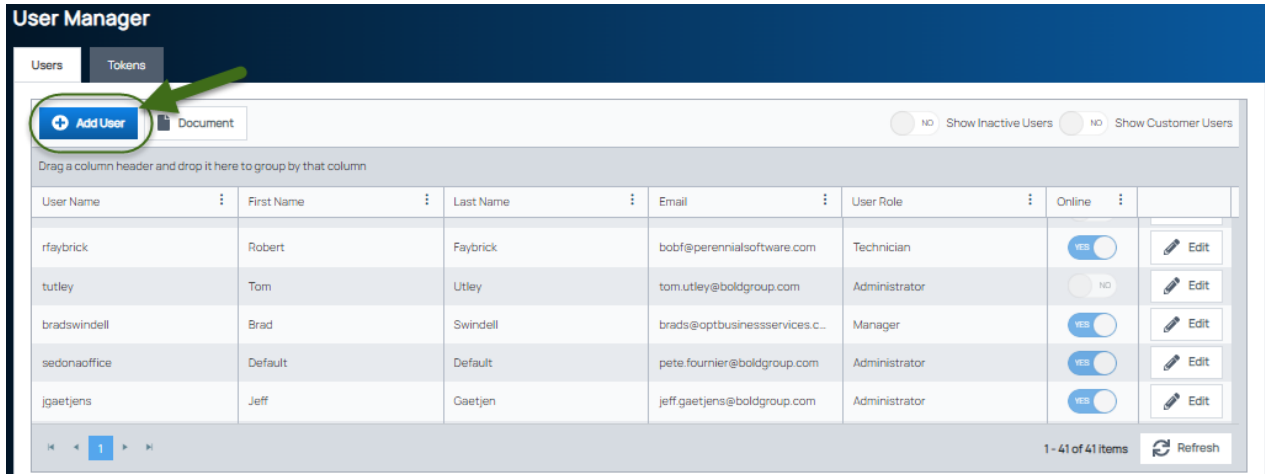 User Manager
Users Tokens
Add User Document NO Show Inactive Users NO Show Customer Users
Drag a column header and drop it here to group by that column
User Name First Name Last Name Email User Role Online
rfaybrick Robert Faybrick bobf@perennialsoftware.com Technician YES Edit
tutley Tom Utley tom.utley@boldgroup.com Administrator NO Edit
bradswindell Brad Swindell brads@optbusinessservices.c... Manager YES Edit
sedonaoffice Default Default pete.fournier@boldgroup.com Administrator YES Edit
jgaetjens Jeff Gaetjen jeff.gaetjens@boldgroup.com Administrator YES Edit
1 1 - 41 of 41 items Refresh